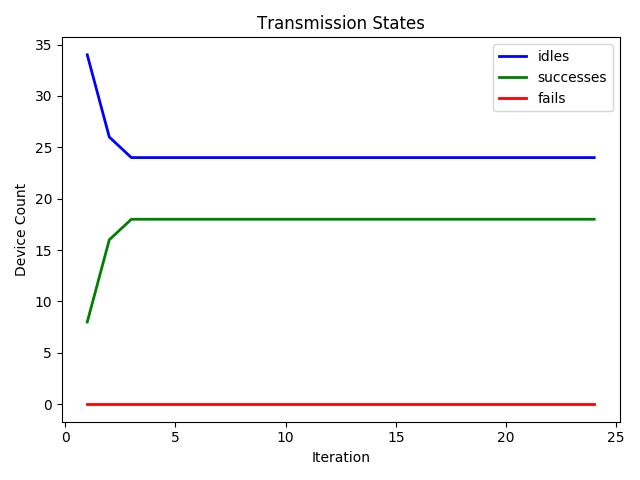 Transmission States
idles
successes
fails
Device Count
35
30
25
20
15
10
5
0
0 5 10 15 20 25
Iteration